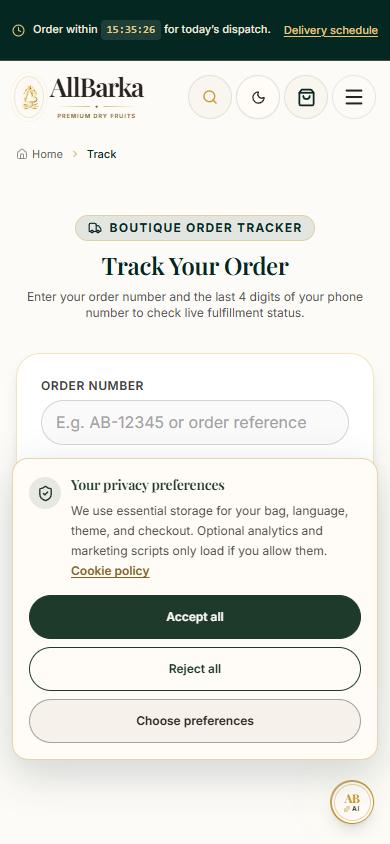 Order within 15:35:26 for today's dispatch. Delivery schedule
AllBarka
PREMIUM DRY FRUITS
Home > Track
BOUTIQUE ORDER TRACKER
Track Your Order
Enter your order number and the last 4 digits of your phone
number to check live fulfillment status.
ORDER NUMBER
E.g. AB-12345 or order reference
Your privacy preferences
We use essential storage for your bag, language,
theme, and checkout. Optional analytics and
marketing scripts only load if you allow them.
Cookie policy
Accept all
Reject all
Choose preferences
AB
AI